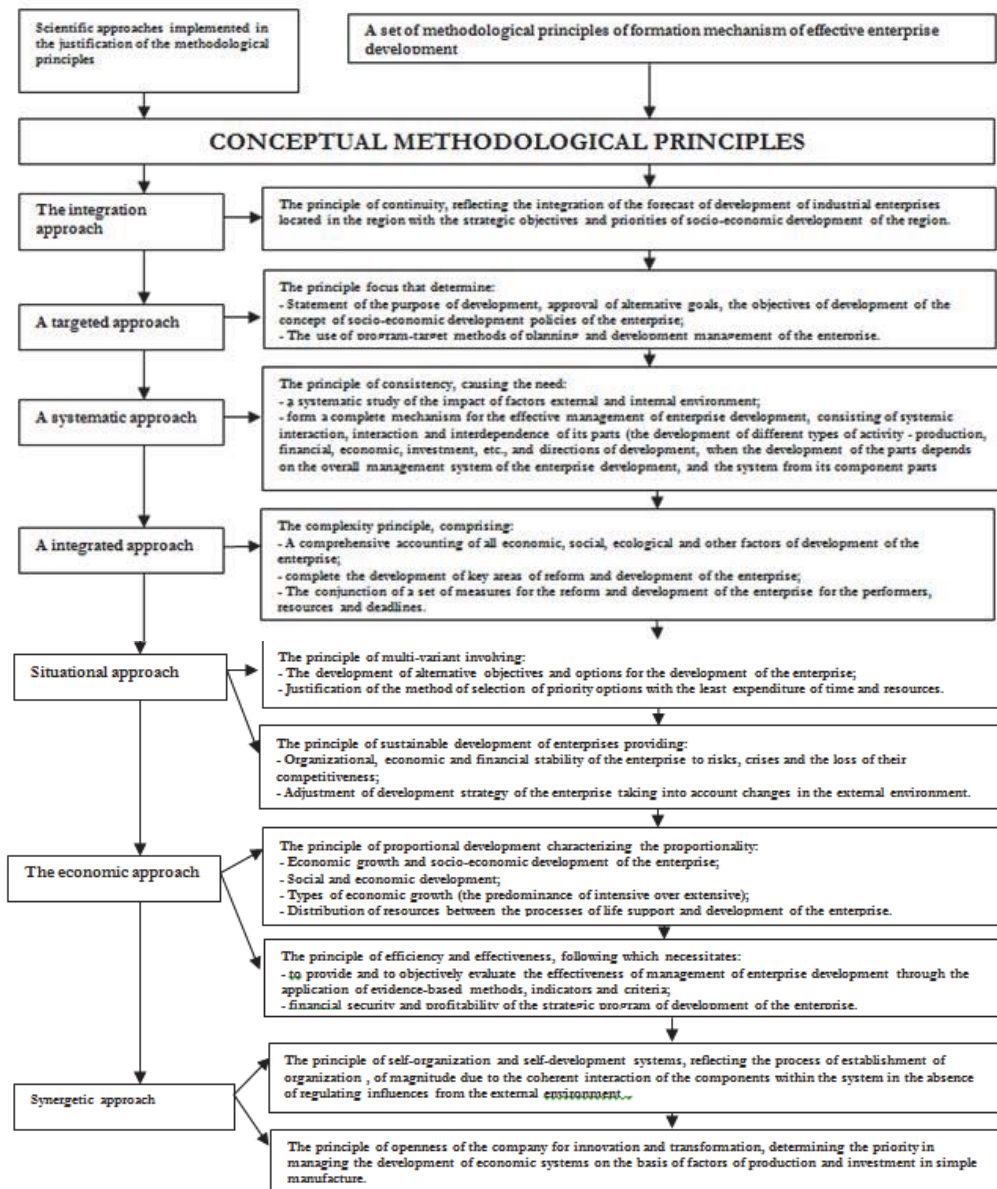 Scientific approaches implemented in
the justification of the methodological
principles
A set of methodological principles of formation mechanism of effective enterprise
development
CONCEPTUAL METHODOLOGICAL PRINCIPLES
The integration
approach
The principle of continuity, reflecting the integration of the forecast of development of industrial enterprises
located in the region with the strategic objectives and priorities of socio-economic development of the region.
A targeted approach
The principle focus that determine:
- Statement of the purpose of development, approval of alternative goals, the objectives of development of the
concept of socio-economic development policies of the enterprise;
- The use of program-target methods of planning and development management of the enterprise.
A systematic approach
The principle of consistency, causing the need:
- a systematic study of the impact of factors external and internal environment;
- form a complete mechanism for the effective management of enterprise development, consisting of systemic
interaction, interaction and interdependence of its parts (the development of different types of activity - production,
financial, economic, investment, etc., and directions of development, when the development of the parts depends
on the overall management system of the enterprise development, and the system from its component parts
A integrated approach
The complexity principle, comprising:
- A comprehensive accounting of all economic, social, ecological and other factors of development of the
enterprise;
- complete the development of key areas of reform and development of the enterprise;
- The conjunction of a set of measures for the reform and development of the enterprise for the performers,
resources and deadlines.
Situational approach
The principle of multi-variant involving:
- The development of alternative objectives and options for the development of the enterprise;
- Justification of the method of selection of priority options with the least expenditure of time and resources.
The principle of sustainable development of enterprises providing:
- Organizational, economic and financial stability of the enterprise to risks, crises and the loss of their
competitiveness;
- Adjustment of development strategy of the enterprise taking into account changes in the external environment.
The economic approach
The principle of proportional development characterizing the proportionality:
- Economic growth and socio-economic development of the enterprise;
- Social and economic development;
- Types of economic growth (the predominance of intensive over extensive);
- Distribution of resources between the processes of life support and development of the enterprise.
The principle of efficiency and effectiveness, following which necessitates:
- to provide and to objectively evaluate the effectiveness of management of enterprise development through the
application of evidence-based methods, indicators and criteria;
- financial security and profitability of the strategic program of development of the enterprise.
Synergetic approach
The principle of self-organization and self-development systems, reflecting the process of establishment of
organization , of magnitude due to the coherent interaction of the components within the system in the absence
of regulating influences from the external environment.
The principle of openness of the company for innovation and transformation, determining the priority in
managing the development of economic systems on the basis of factors of production and investment in simple
manufacture.